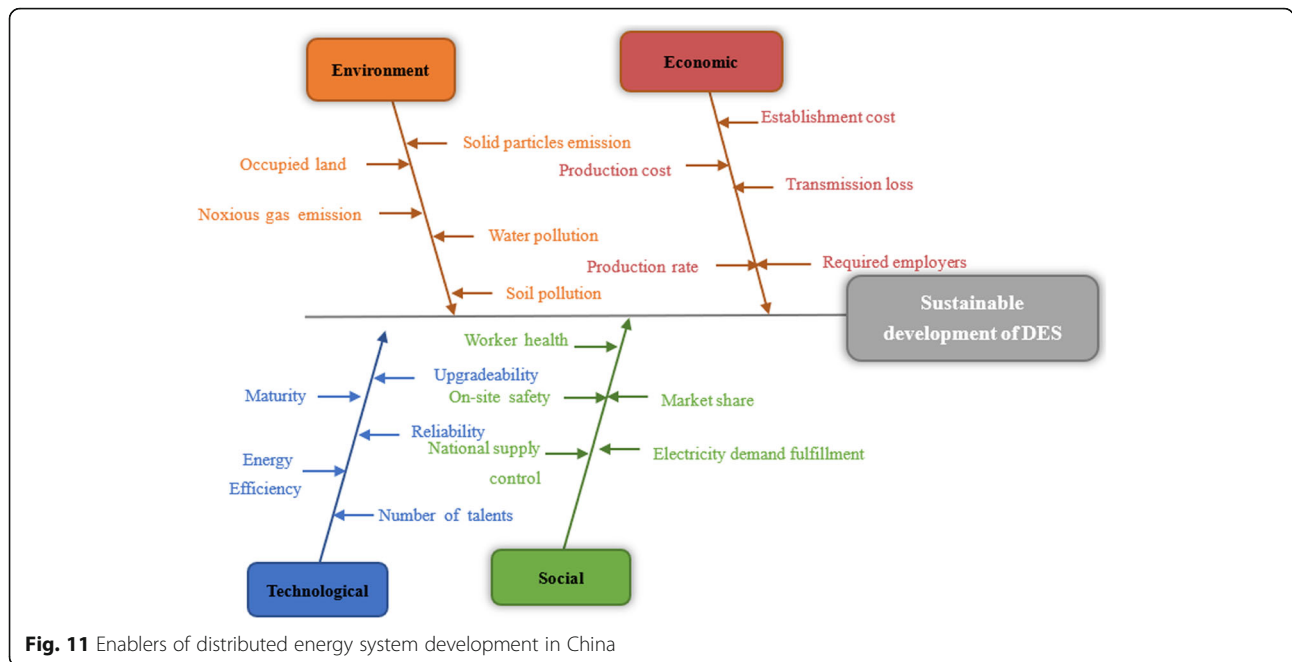 Environment
Economic
Establishment cost
Solid particles emission
Occupied land
Production cost
Transmission loss
Noxious gas emission
Water pollution
Production rate
Required employers
Soil pollution
Sustainable
development of DES
Worker health
Upgradeability
Maturity
On-site safety
Market share
Reliability
National supply
control
Electricity demand fulfillment
Energy
Efficiency
Number of talents
Technological
Social
Fig. 11 Enablers of distributed energy system development in China